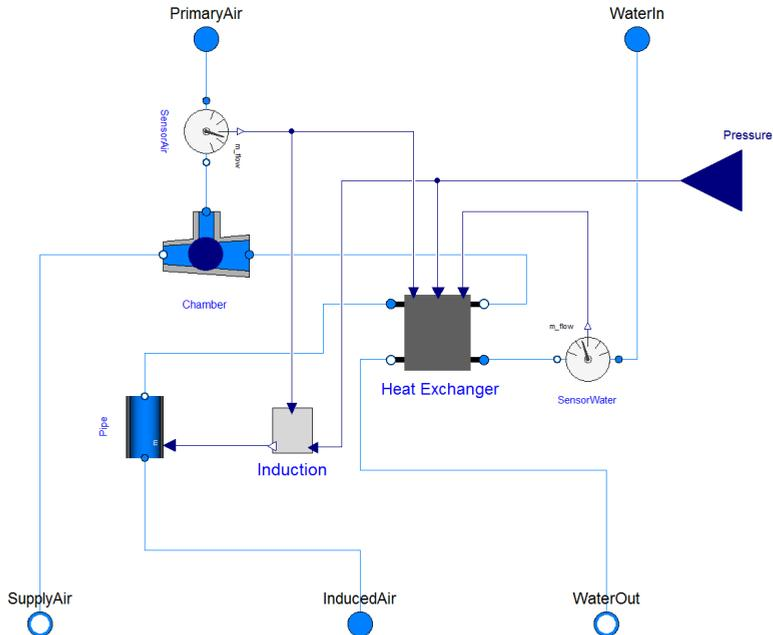 PrimaryAir
WaterIn
SensorAir
Pressure
m_flow
Chamber
m_flow
Heat Exchanger
SensorWater
Pipe
m
Induction
SupplyAir
InducedAir
WaterOut